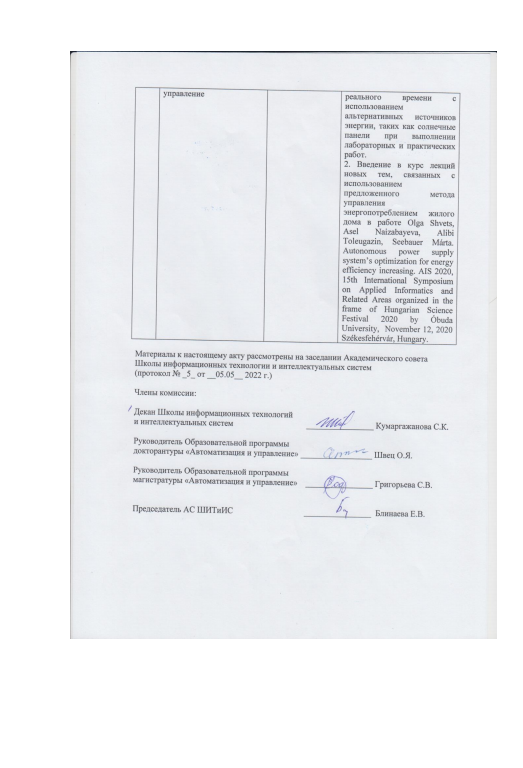 управление
реального времени с
использованием
альтернативных источников
энергии, таких как солнечные
панели при выполнении
лабораторных и практических
работ.
2. Введение в курс лекций
новых тем, связанных с
использованием
предложенного метода
управления
энергопотреблением жилого
дома в работе Olga Shvets,
Asel Naizabayeva, Alibi
Toleugazin, Seebauer Márta.
Autonomous power supply
system's optimization for energy
efficiency increasing. AIS 2020,
15th International Symposium
on Applied Informatics and
Related Areas organized in the
frame of Hungarian Science
Festival 2020 by Óbuda
University, November 12, 2020
Székesfehérvár, Hungary.
Материалы к настоящему акту рассмотрены на заседании Академического совета
Школы информационных технологии и интеллектуальных систем
(протокол № _5_ от __05.05__ 2022 г.)
Члены комиссии:
Декан Школы информационных технологий
и интеллектуальных систем Кумаргажанова С.К.
Руководитель Образовательной программы
докторантуры «Автоматизация и управление» Швец О.Я.
Руководитель Образовательной программы
магистратуры «Автоматизация и управление» Григорьева С.В.
Председатель АС ШИТиИС Блинаева Е.В.